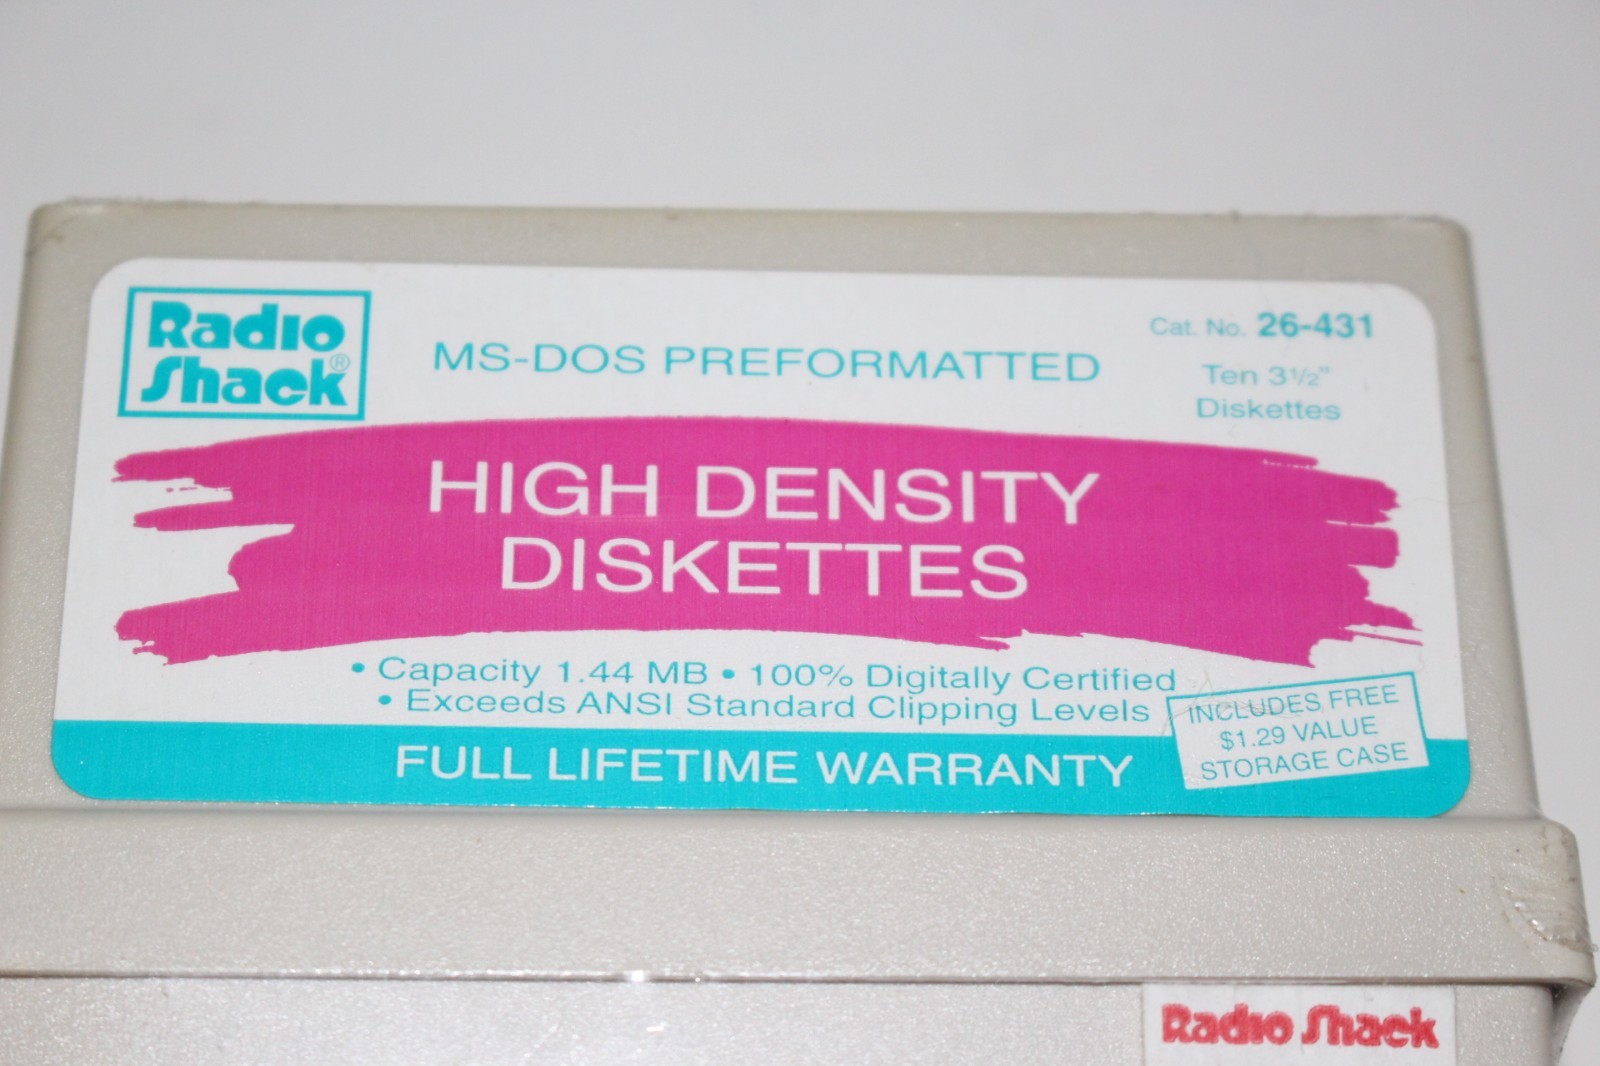 Radio
Shack®
MS-DOS PREFORMATTED
Cat. No. 26-431
Ten 3½"
Diskettes
HIGH DENSITY
DISKETTES
• Capacity 1.44 MB • 100% Digitally Certified
• Exceeds ANSI Standard Clipping Levels
INCLUDES FREE
$1.29 VALUE
STORAGE CASE
FULL LIFETIME WARRANTY
Radio Shack